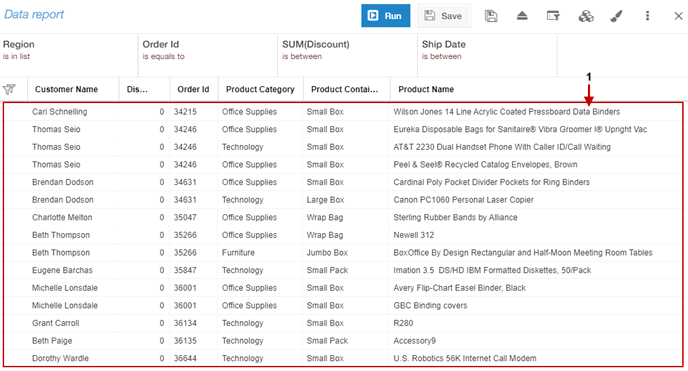 Data report Run Save
Region Order Id SUM(Discount) Ship Date
is in list is equals to is between is between
1
Customer Name Dis... Order Id Product Category Product Contai... Product Name
Cari Schnelling 0 34215 Office Supplies Small Box Wilson Jones 14 Line Acrylic Coated Pressboard Data Binders
Thomas Seio 0 34246 Office Supplies Small Box Eureka Disposable Bags for Sanitaire® Vibra Groomer I® Upright Vac
Thomas Seio 0 34246 Technology Small Box AT&T 2230 Dual Handset Phone With Caller ID/Call Waiting
Thomas Seio 0 34246 Office Supplies Small Box Peel & Seel® Recycled Catalog Envelopes, Brown
Brendan Dodson 0 34631 Office Supplies Small Box Cardinal Poly Pocket Divider Pockets for Ring Binders
Brendan Dodson 0 34631 Technology Large Box Canon PC1060 Personal Laser Copier
Charlotte Melton 0 35047 Office Supplies Wrap Bag Sterling Rubber Bands by Alliance
Beth Thompson 0 35266 Office Supplies Wrap Bag Newell 312
Beth Thompson 0 35266 Furniture Jumbo Box BoxOffice By Design Rectangular and Half-Moon Meeting Room Tables
Eugene Barchas 0 35847 Technology Small Pack Imation 3.5 DS/HD IBM Formatted Diskettes, 50/Pack
Michelle Lonsdale 0 36001 Office Supplies Small Box Avery Flip-Chart Easel Binder, Black
Michelle Lonsdale 0 36001 Office Supplies Small Box GBC Binding covers
Grant Carroll 0 36134 Technology Small Box R280
Beth Paige 0 36135 Technology Small Pack Accessory9
Dorothy Wardle 0 36644 Technology Small Box U.S. Robotics 56K Internet Call Modem